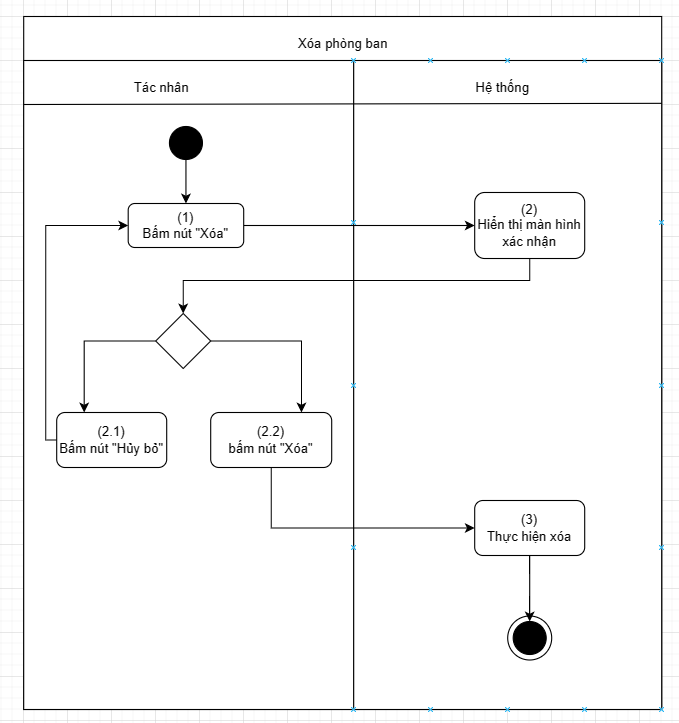 Xóa phòng ban
Tác nhân
Hệ thống
(1)
Bấm nút "Xóa"
(2)
Hiển thị màn hình
xác nhận
(2.1)
Bấm nút "Hủy bỏ"
(2.2)
bấm nút "Xóa"
(3)
Thực hiện xóa